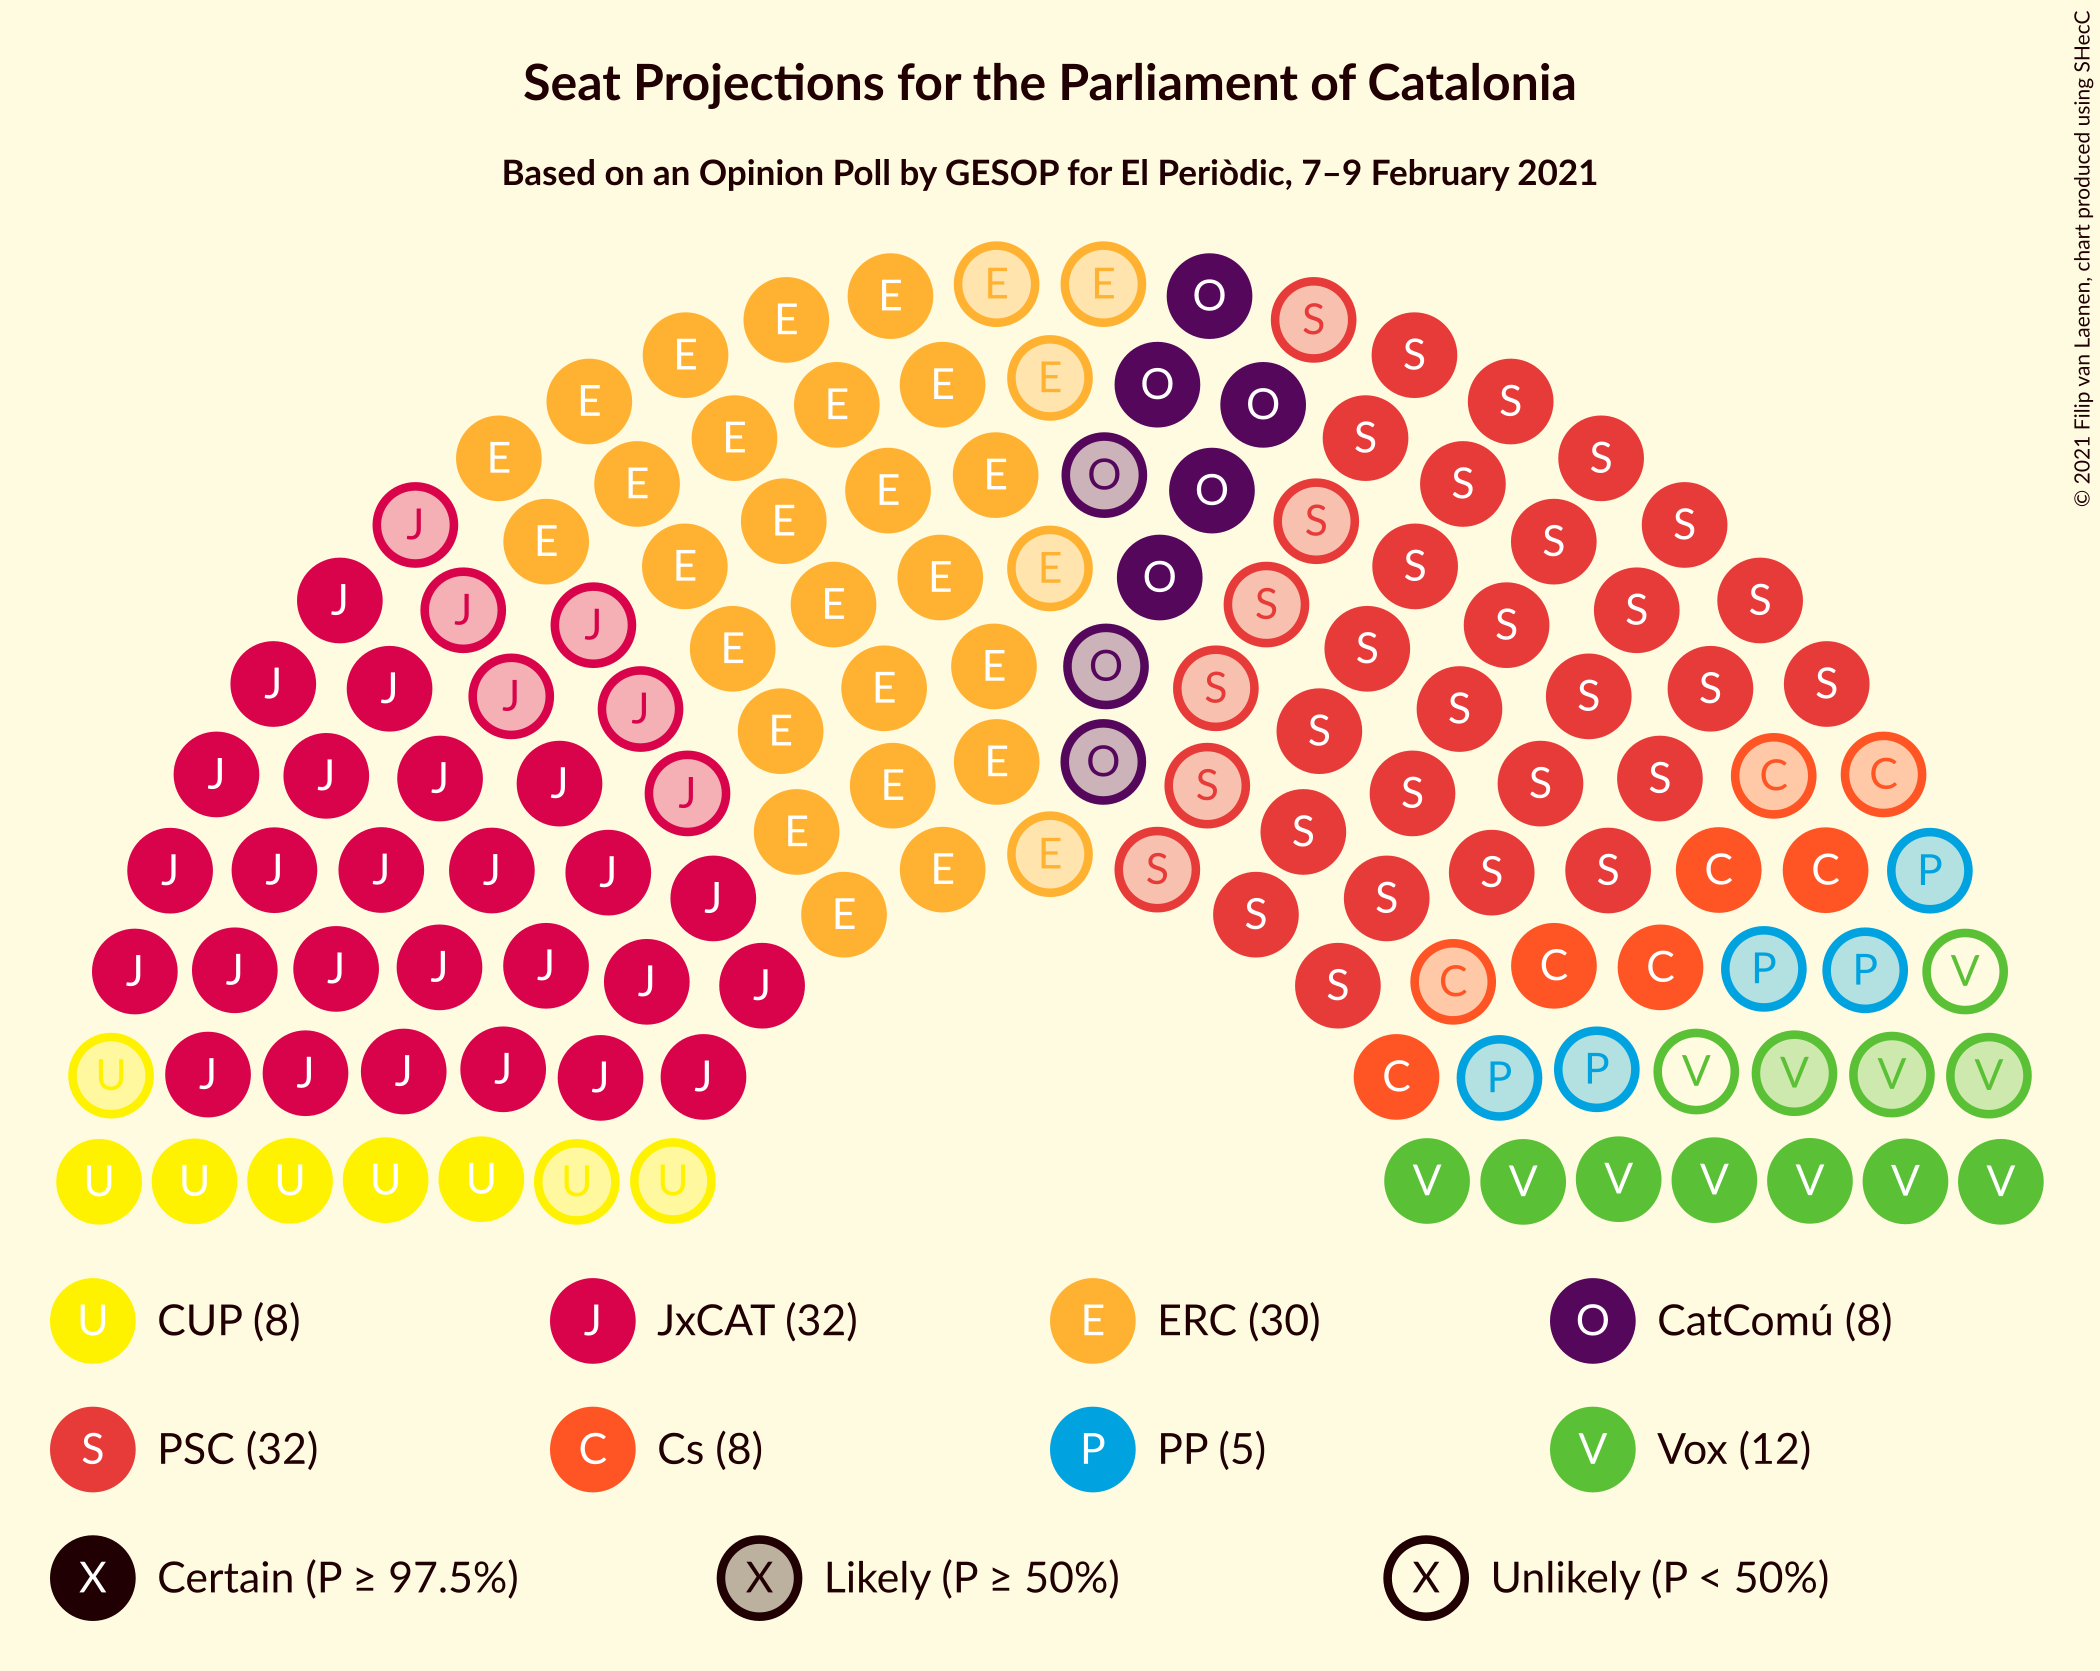 Seat Projections for the Parliament of Catalonia
Based on an Opinion Poll by GESOP for El Periòdic, 7–9 February 2021
© 2021 Filip van Laenen, chart produced using SHecC
E E E O S
E E E O O S S
E E E E O O S S S
E E E E E O S S S S
J E E E E E O S S S S S
J J J E E E E O S S S S S S
J J J J E E E O S S S S S S S
J J J J J E E E S S S S S S C C
J J J J J J E E E S S S S S C C P
J J J J J J J S C C C P P V
U J J J J J J C P P V V V V
U U U U U U U V V V V V V V
U CUP (8) J JxCAT (32) E ERC (30) O CatComú (8)
S PSC (32) C Cs (8) P PP (5) V Vox (12)
X Certain (P ≥ 97.5%) X Likely (P ≥ 50%) X Unlikely (P < 50%)